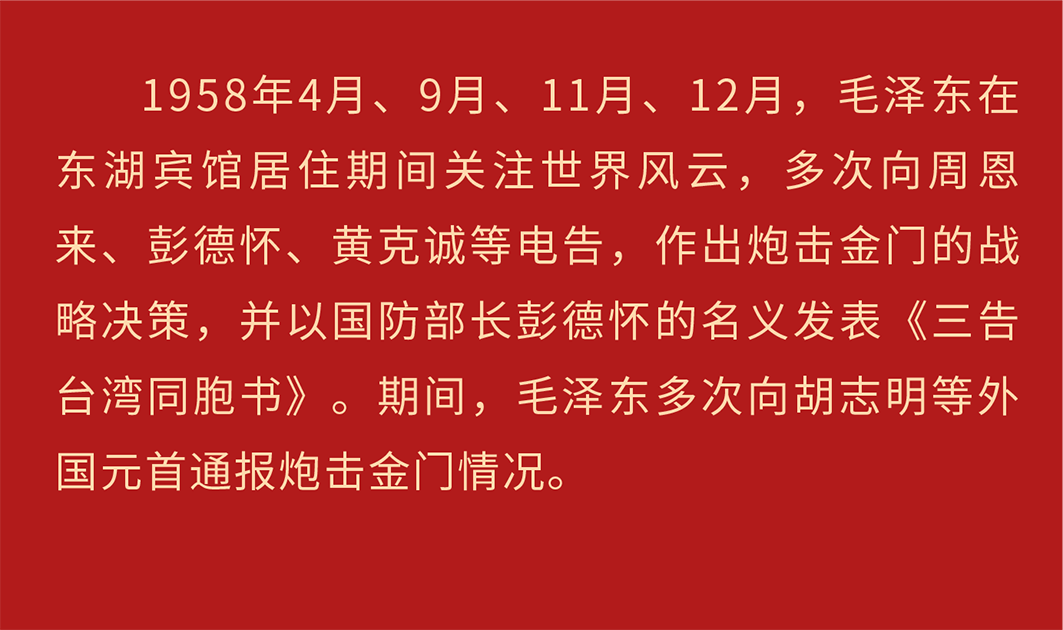 1958年4月、9月、11月、12月，毛泽东在
东湖宾馆居住期间关注世界风云，多次向周恩
来、彭德怀、黄克诚等电告，作出炮击金门的战
略决策，并以国防部长彭德怀的名义发表《三告
台湾同胞书》。期间，毛泽东多次向胡志明等外
国元首通报炮击金门情况。